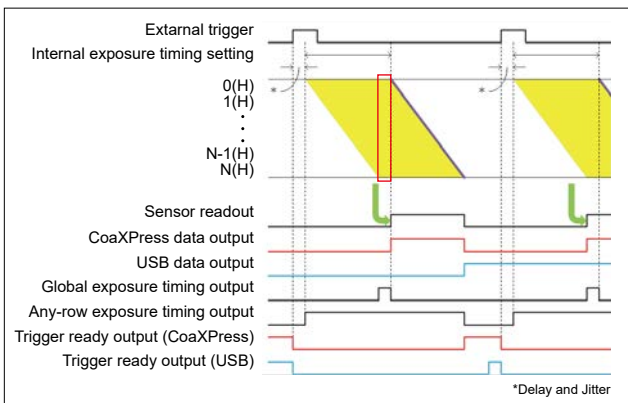 Extarnal trigger
Internal exposure timing setting
*
*
0(H)
1(H)
•
•
•
•
N-1(H)
N(H)
Sensor readout
CoaXPress data output
USB data output
Global exposure timing output
Any-row exposure timing output
Trigger ready output (CoaXPress)
Trigger ready output (USB)
*Delay and Jitter